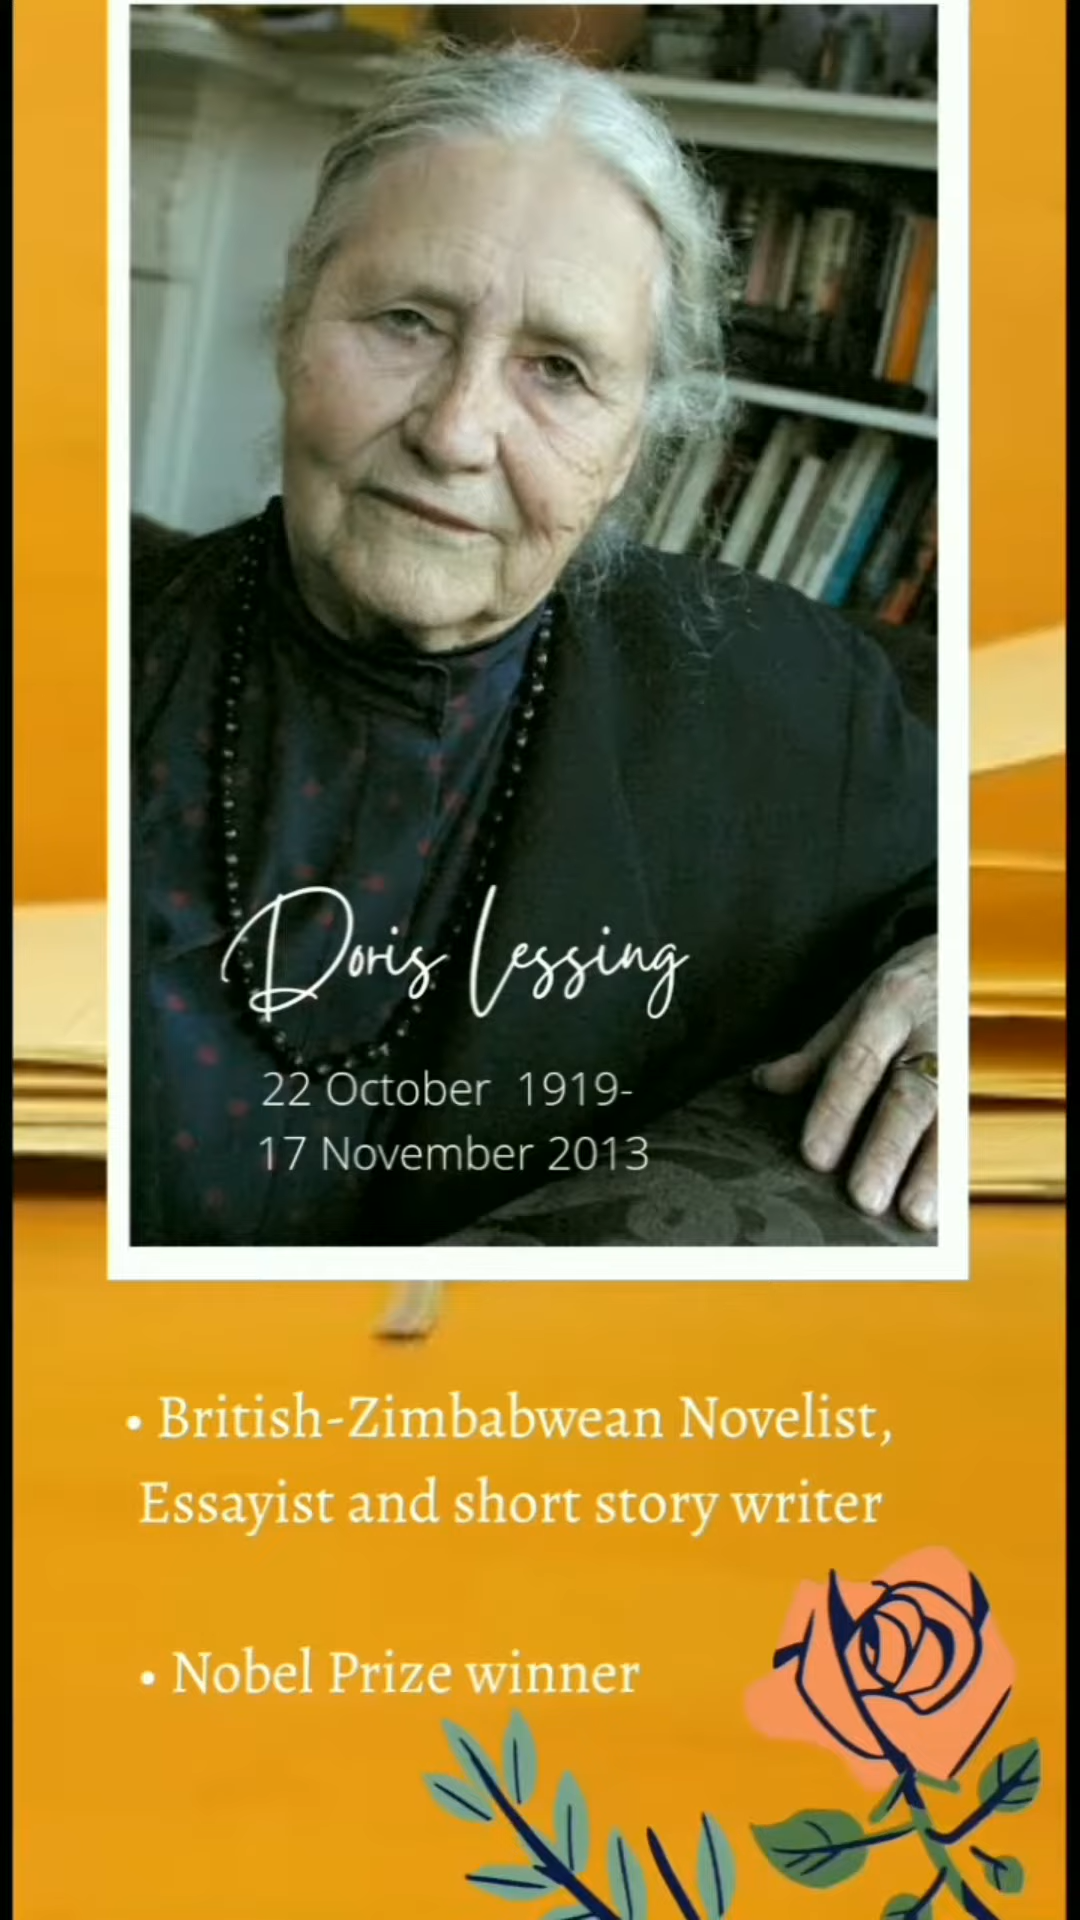 Doris Lessing
22 October 1919-
17 November 2013
• British-Zimbabwean Novelist,
Essayist and short story writer
• Nobel Prize winner